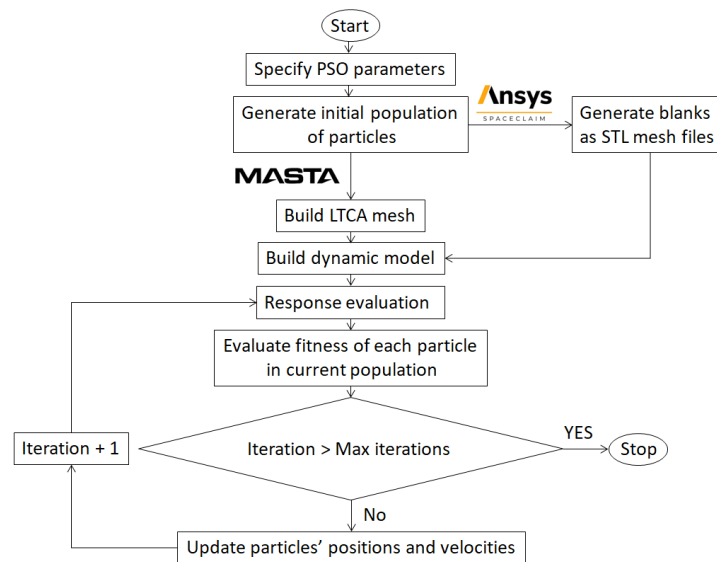 Start
Specify PSO parameters
Generate initial population
of particles
Ansys
SPACECLAIM
Generate blanks
as STL mesh files
MASTA
Build LTCA mesh
Build dynamic model
Response evaluation
Evaluate fitness of each particle
in current population
Iteration + 1
Iteration > Max iterations
YES
Stop
No
Update particles’ positions and velocities